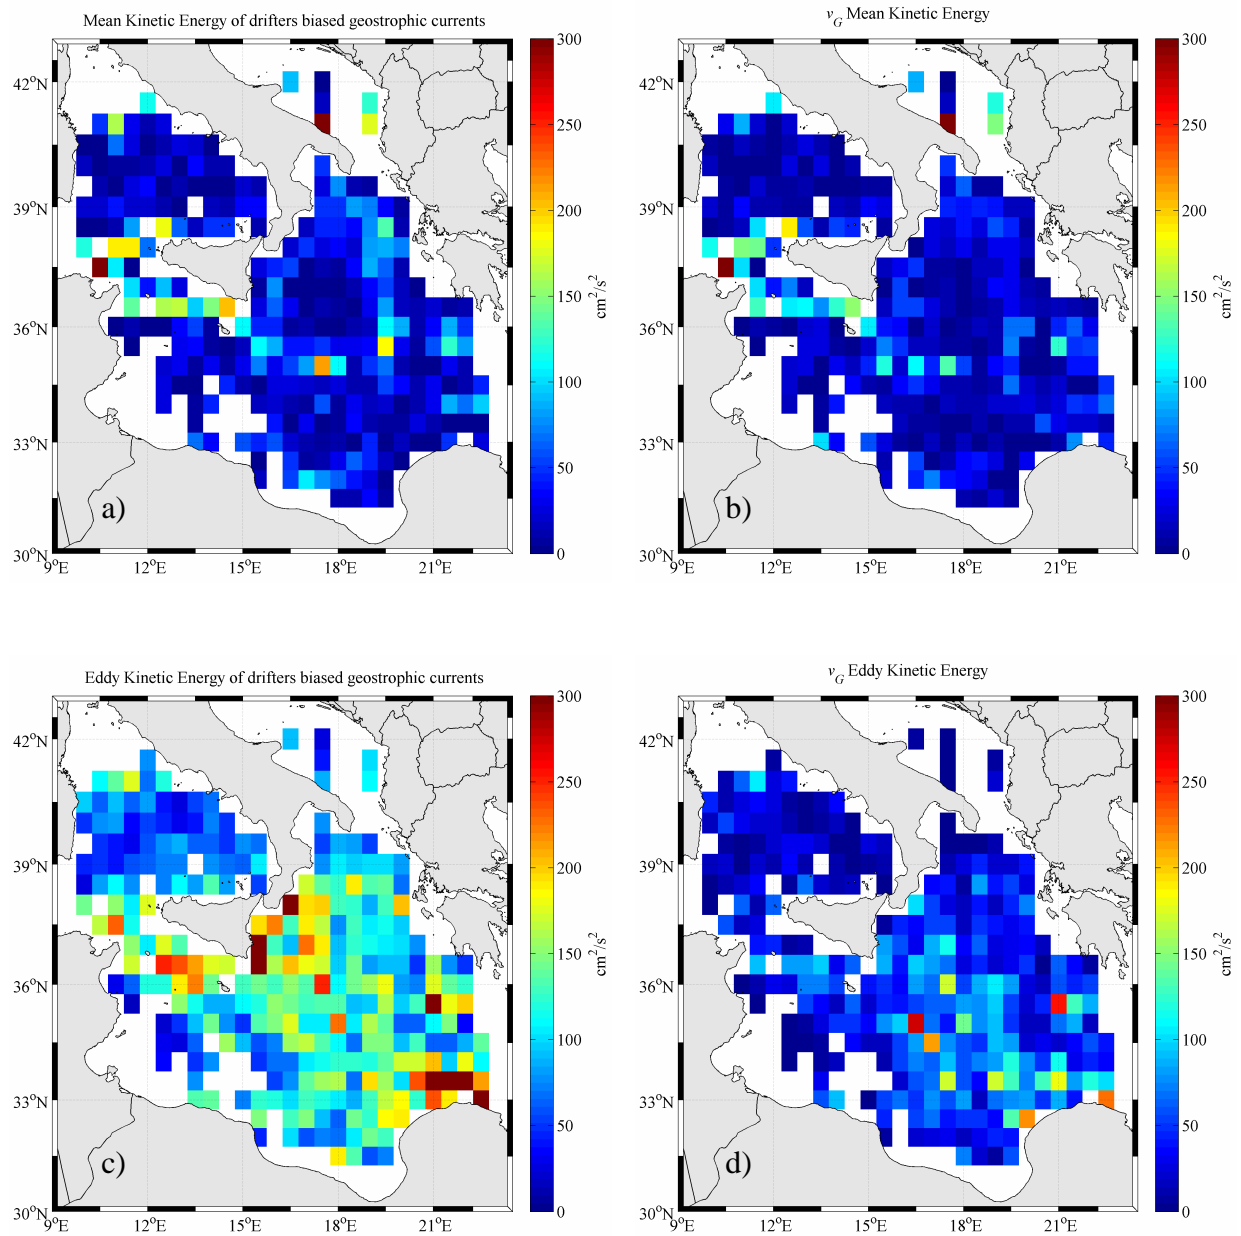 Mean Kinetic Energy of drifters biased geostrophic currents
42°N
39°N
36°N
33°N
30°N
9°E
12°E
15°E
18°E
21°E
a)
300
250
200
150
100
50
0
cm²/s²
v_G Mean Kinetic Energy
42°N
39°N
36°N
33°N
30°N
9°E
12°E
15°E
18°E
21°E
b)
300
250
200
150
100
50
0
cm²/s²
Eddy Kinetic Energy of drifters biased geostrophic currents
42°N
39°N
36°N
33°N
30°N
9°E
12°E
15°E
18°E
21°E
c)
300
250
200
150
100
50
0
cm²/s²
v_G Eddy Kinetic Energy
42°N
39°N
36°N
33°N
30°N
9°E
12°E
15°E
18°E
21°E
d)
300
250
200
150
100
50
0
cm²/s²